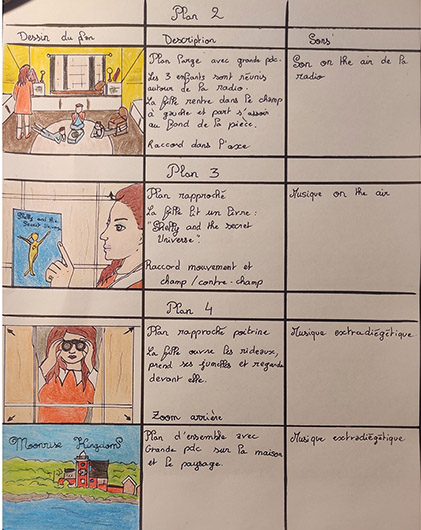 Plan 2
Dessin du plan
Description
Sons
Plan large avec grande pdc.
Les 3 enfants sont réunis
autour de la radio.
La fille rentre dans le champ
à gauche et part s'assoir
au fond de la pièce.
Raccord dans l'axe
Son on the air de la
radio
Plan 3
Shelly and the
Secret Universe
Plan rapproché
La fille lit un livre :
"Shelly and the secret
Universe".
Raccord mouvement et
champ / contre-champ
Musique on the air
Plan 4
Plan rapproché poitrine
La fille ouvre les rideaux,
prend ses jumelles et regarde
devant elle.
Zoom arrière
Musique extradiégétique
Moonrise Kingdom
Plan d'ensemble avec
Grande pdc sur la maison
et le paysage.
Musique extradiégétique